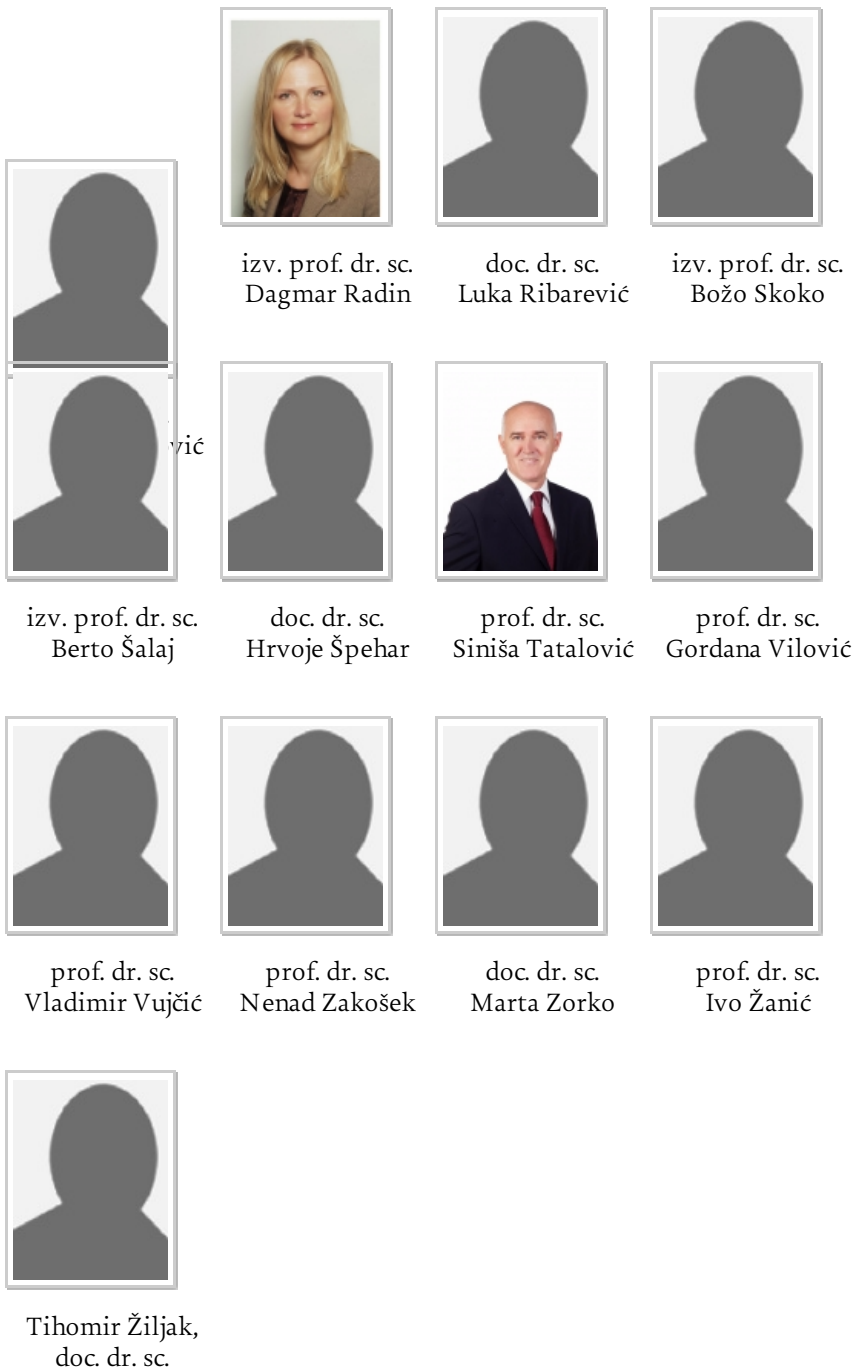 izv. prof. dr. sc.
Dagmar Radin
doc. dr. sc.
Luka Ribarević
izv. prof. dr. sc.
Božo Skoko
izv. prof. dr. sc.
Berto Šalaj
doc. dr. sc.
Hrvoje Špehar
prof. dr. sc.
Siniša Tatalović
prof. dr. sc.
Gordana Vilović
prof. dr. sc.
Vladimir Vujčić
prof. dr. sc.
Nenad Zakošek
doc. dr. sc.
Marta Zorko
prof. dr. sc.
Ivo Žanić
Tihomir Žiljak,
doc. dr. sc.